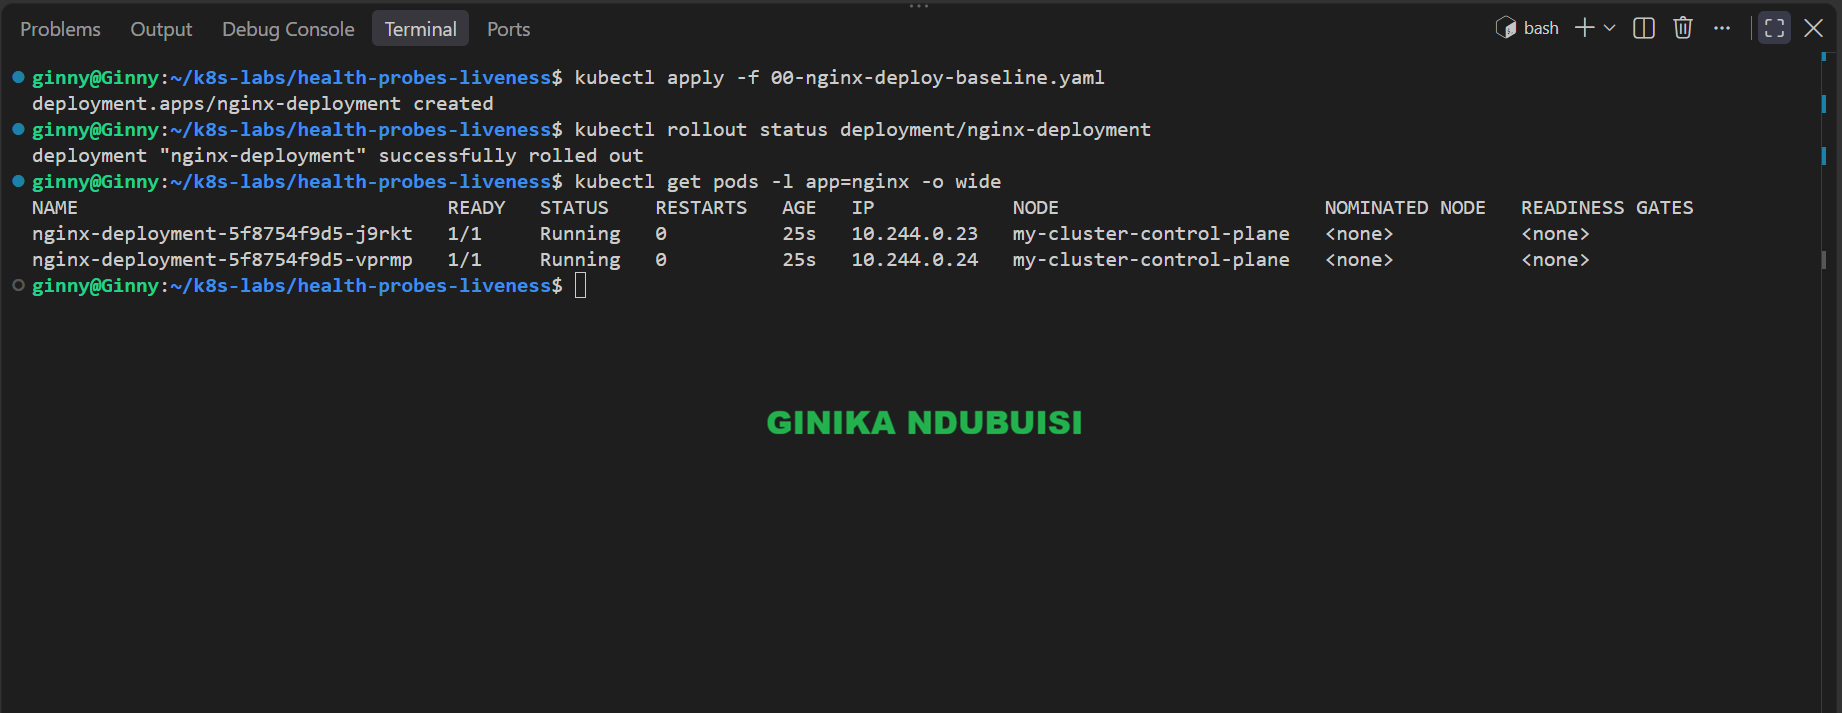 Problems Output Debug Console Terminal Ports bash
ginny@Ginny:~/k8s-labs/health-probes-liveness$ kubectl apply -f 00-nginx-deploy-baseline.yaml
deployment.apps/nginx-deployment created
ginny@Ginny:~/k8s-labs/health-probes-liveness$ kubectl rollout status deployment/nginx-deployment
deployment "nginx-deployment" successfully rolled out
ginny@Ginny:~/k8s-labs/health-probes-liveness$ kubectl get pods -l app=nginx -o wide
NAME READY STATUS RESTARTS AGE IP NODE NOMINATED NODE READINESS GATES
nginx-deployment-5f8754f9d5-j9rkt 1/1 Running 0 25s 10.244.0.23 my-cluster-control-plane <none> <none>
nginx-deployment-5f8754f9d5-vprmp 1/1 Running 0 25s 10.244.0.24 my-cluster-control-plane <none> <none>
ginny@Ginny:~/k8s-labs/health-probes-liveness$
GINIKA NDUBUISI